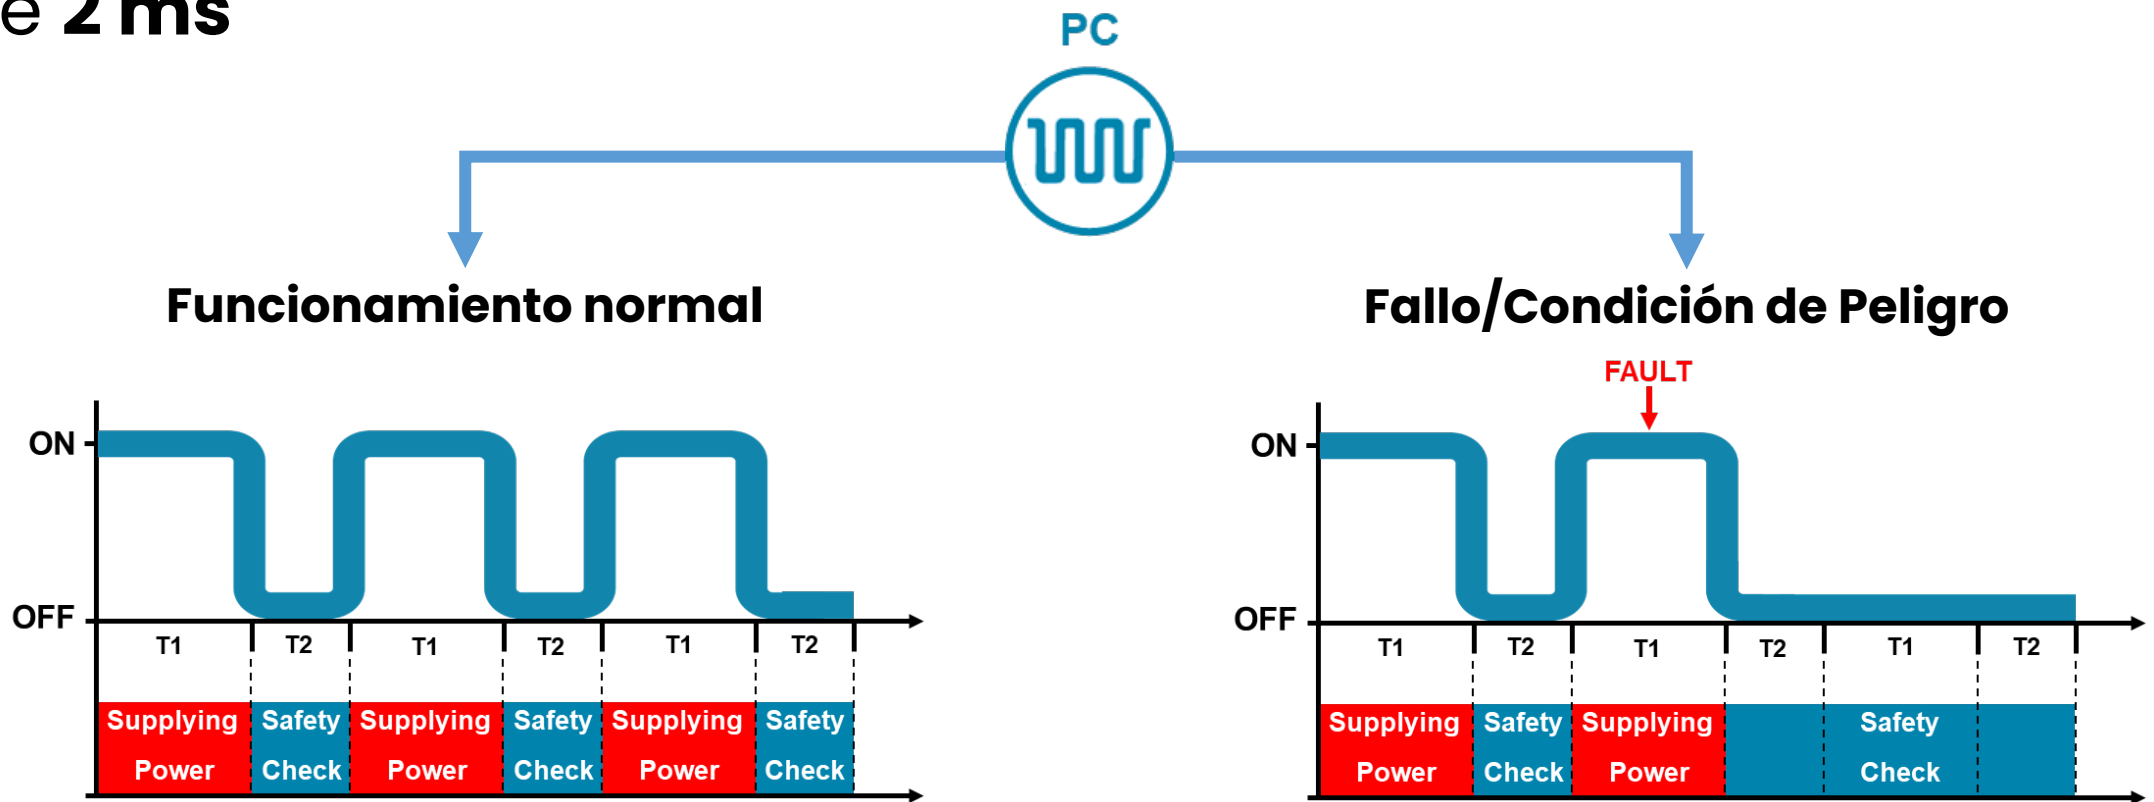 e 2 ms
PC
Funcionamiento normal
Fallo/Condición de Peligro
FAULT
ON
OFF
T1 T2 T1 T2 T1 T2
Supplying Safety Supplying Safety Supplying Safety
Power Check Power Check Power Check
ON
OFF
T1 T2 T1 T2 T1 T2
Supplying Safety Supplying Safety
Power Check Power Check